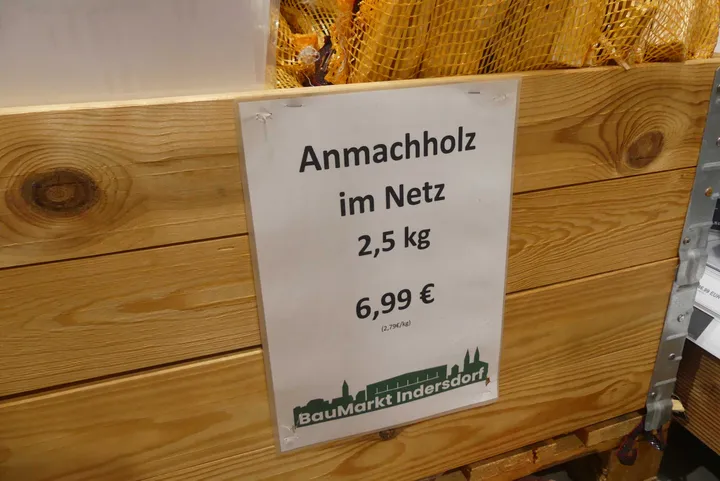 Anmachholz
im Netz
2,5 kg
6,99 €
(2,79€/kg)
BauMarkt Indersdorf